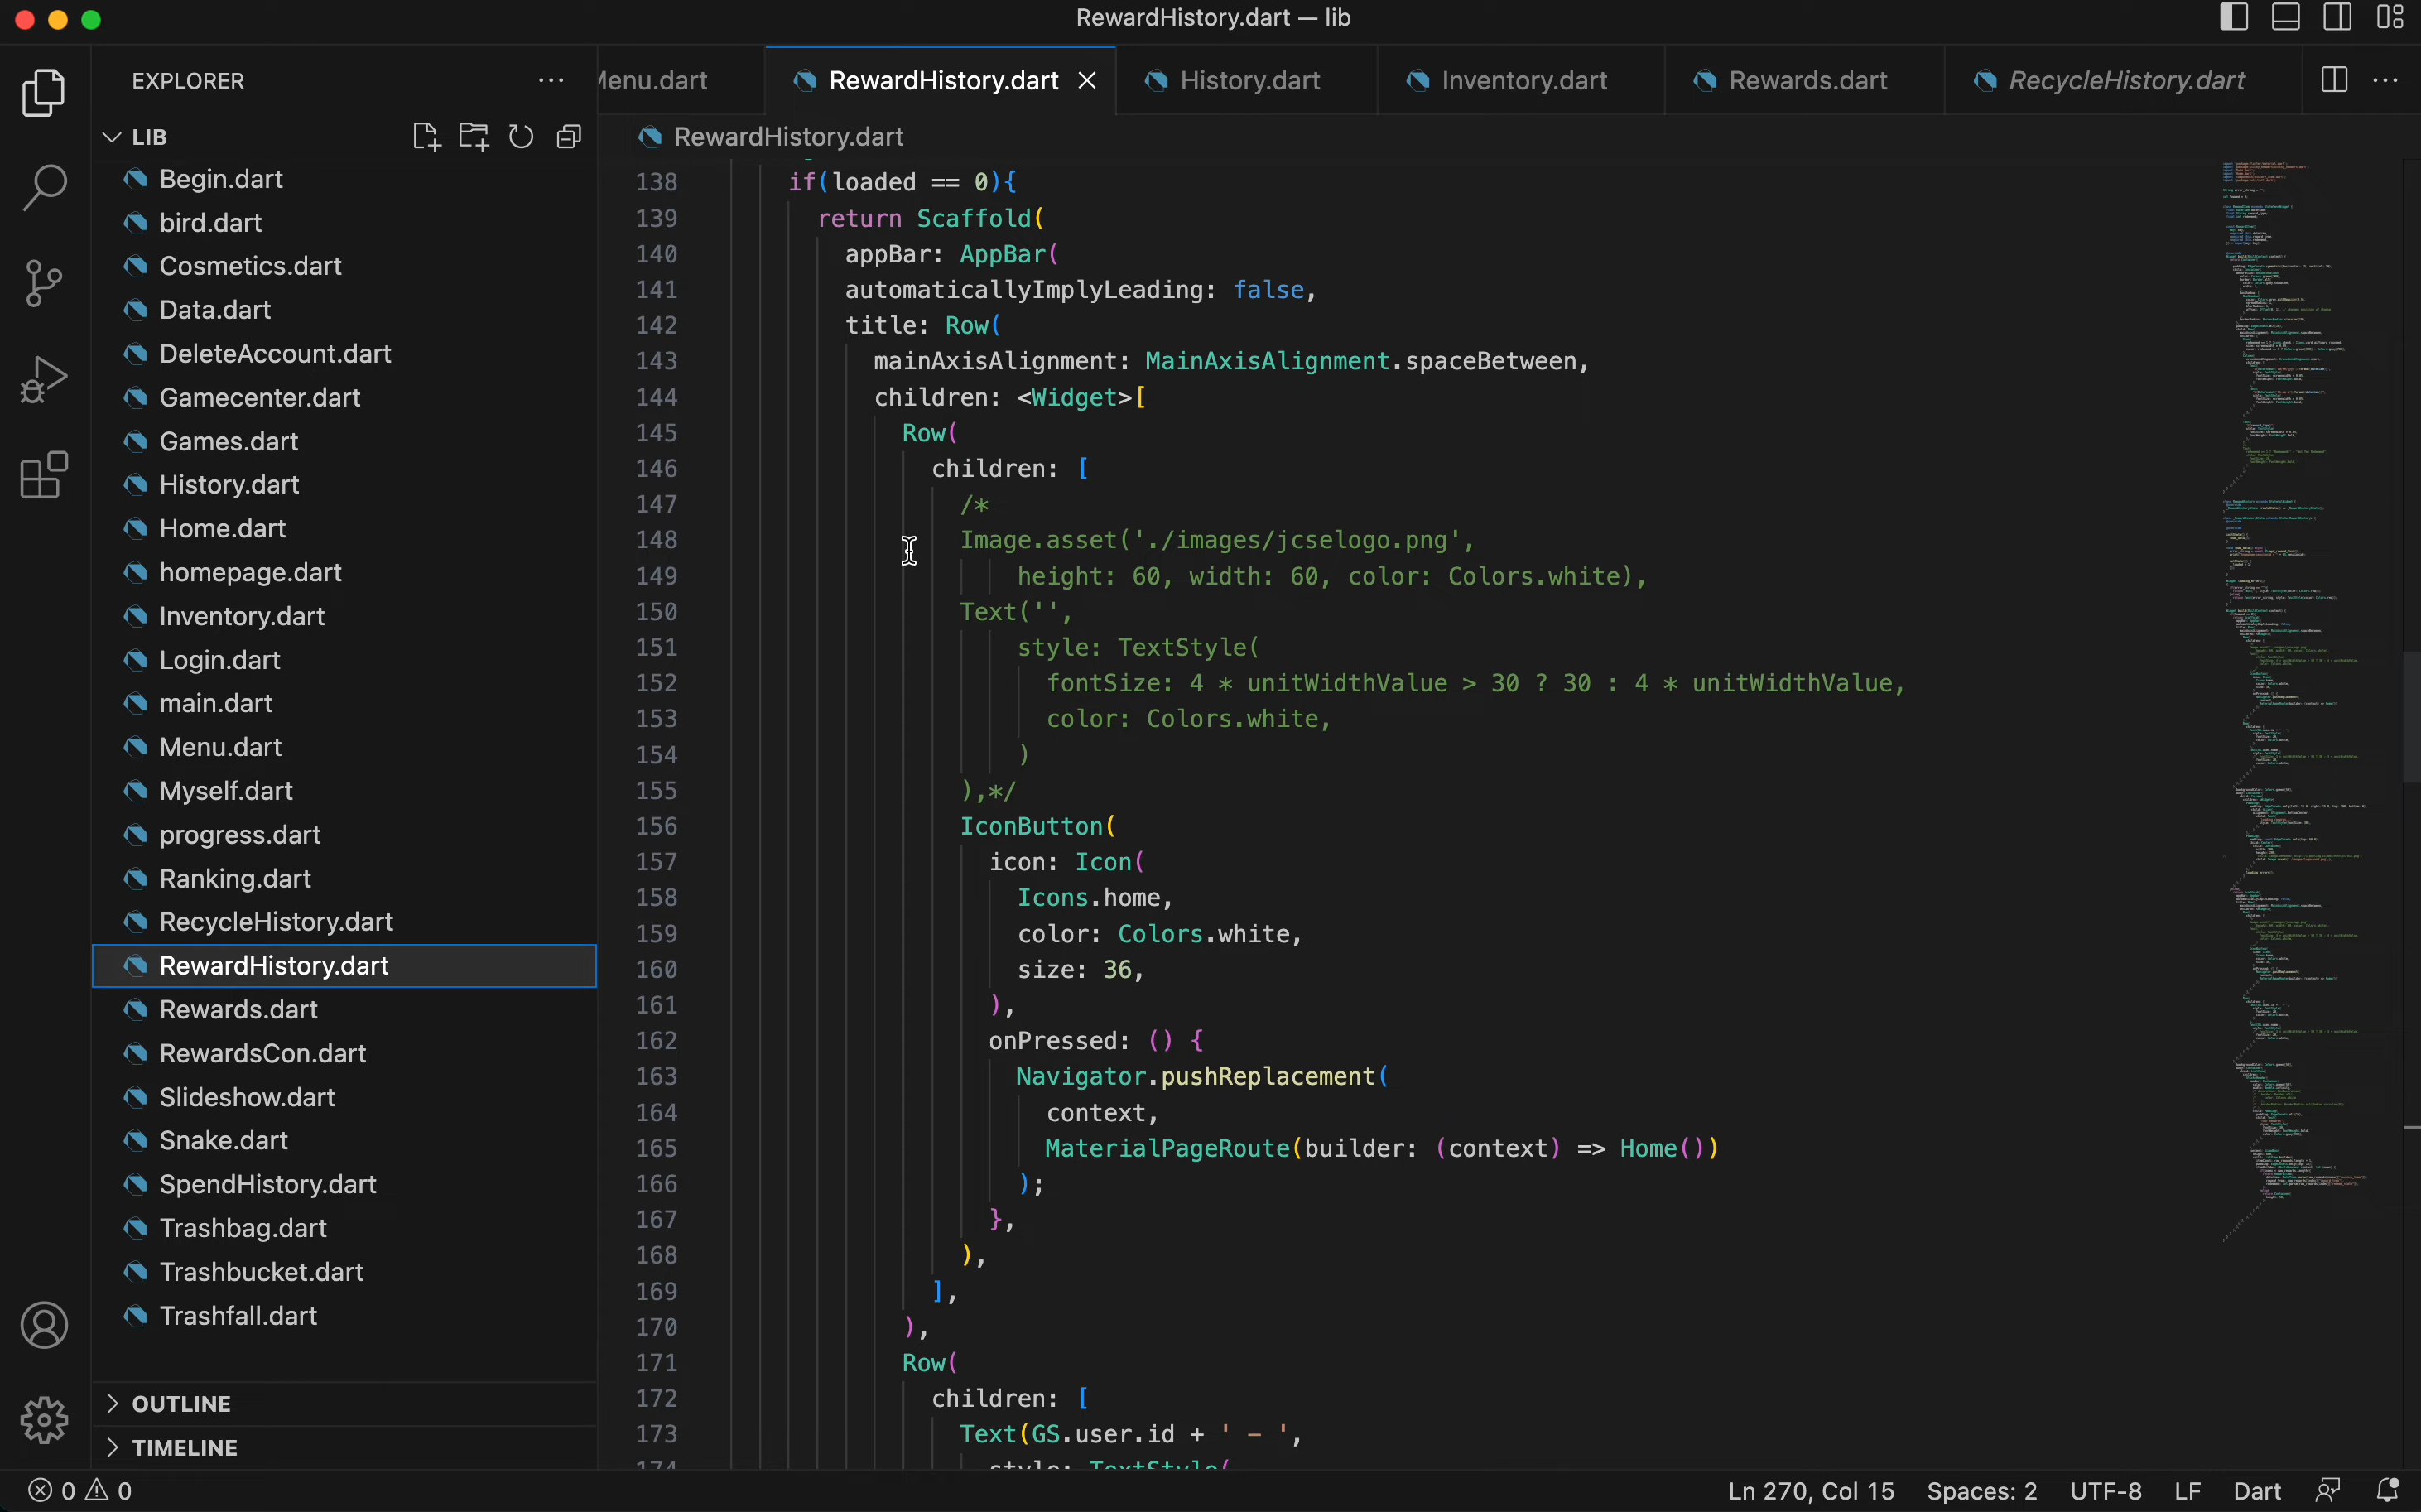 RewardHistory.dart — lib
EXPLORER
LIB
Begin.dart
bird.dart
Cosmetics.dart
Data.dart
DeleteAccount.dart
Gamecenter.dart
Games.dart
History.dart
Home.dart
homepage.dart
Inventory.dart
Login.dart
main.dart
Menu.dart
Myself.dart
progress.dart
Ranking.dart
RecycleHistory.dart
RewardHistory.dart
Rewards.dart
RewardsCon.dart
Slideshow.dart
Snake.dart
SpendHistory.dart
Trashbag.dart
Trashbucket.dart
Trashfall.dart
OUTLINE
TIMELINE
Menu.dart RewardHistory.dart History.dart Inventory.dart Rewards.dart RecycleHistory.dart
RewardHistory.dart
138 if(loaded == 0){
139 return Scaffold(
140 appBar: AppBar(
141 automaticallyImplyLeading: false,
142 title: Row(
143 mainAxisAlignment: MainAxisAlignment.spaceBetween,
144 children: <Widget>[
145 Row(
146 children: [
147 /*
148 Image.asset('./images/jcselogo.png',
149 height: 60, width: 60, color: Colors.white),
150 Text('',
151 style: TextStyle(
152 fontSize: 4 * unitWidthValue > 30 ? 30 : 4 * unitWidthValue,
153 color: Colors.white,
154 )
155 ),*/
156 IconButton(
157 icon: Icon(
158 Icons.home,
159 color: Colors.white,
160 size: 36,
161 ),
162 onPressed: () {
163 Navigator.pushReplacement(
164 context,
165 MaterialPageRoute(builder: (context) => Home())
166 );
167 },
168 ),
169 ],
170 ),
171 Row(
172 children: [
173 Text(GS.user.id + ' - ',
174 style: TextStyle(
0 0
Ln 270, Col 15 Spaces: 2 UTF-8 LF Dart